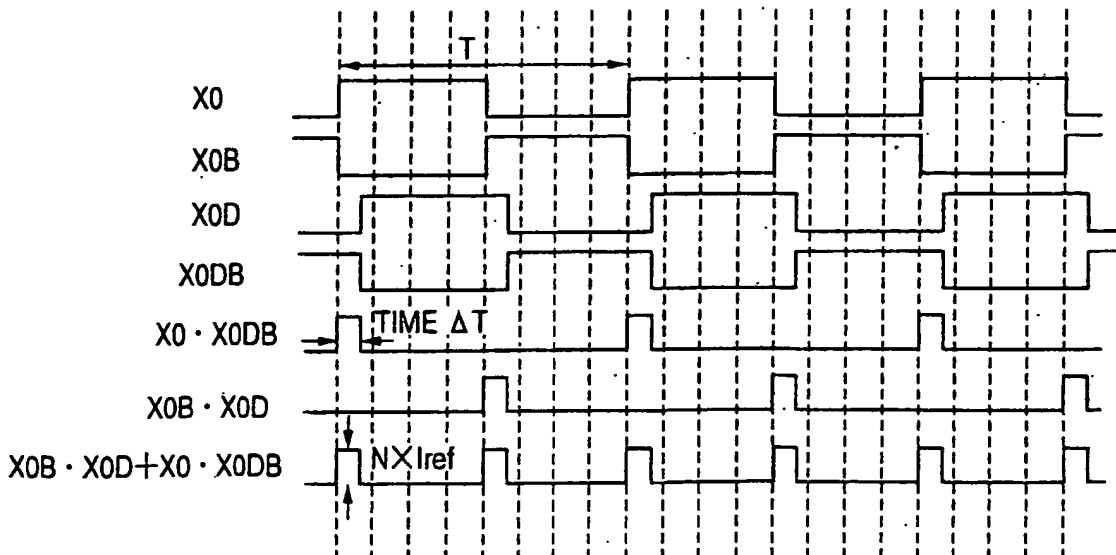 T
X0
X0B
X0D
X0DB
X0・X0DB
TIME ΔT
X0B・X0D
X0B・X0D+X0・X0DB
N×Iref